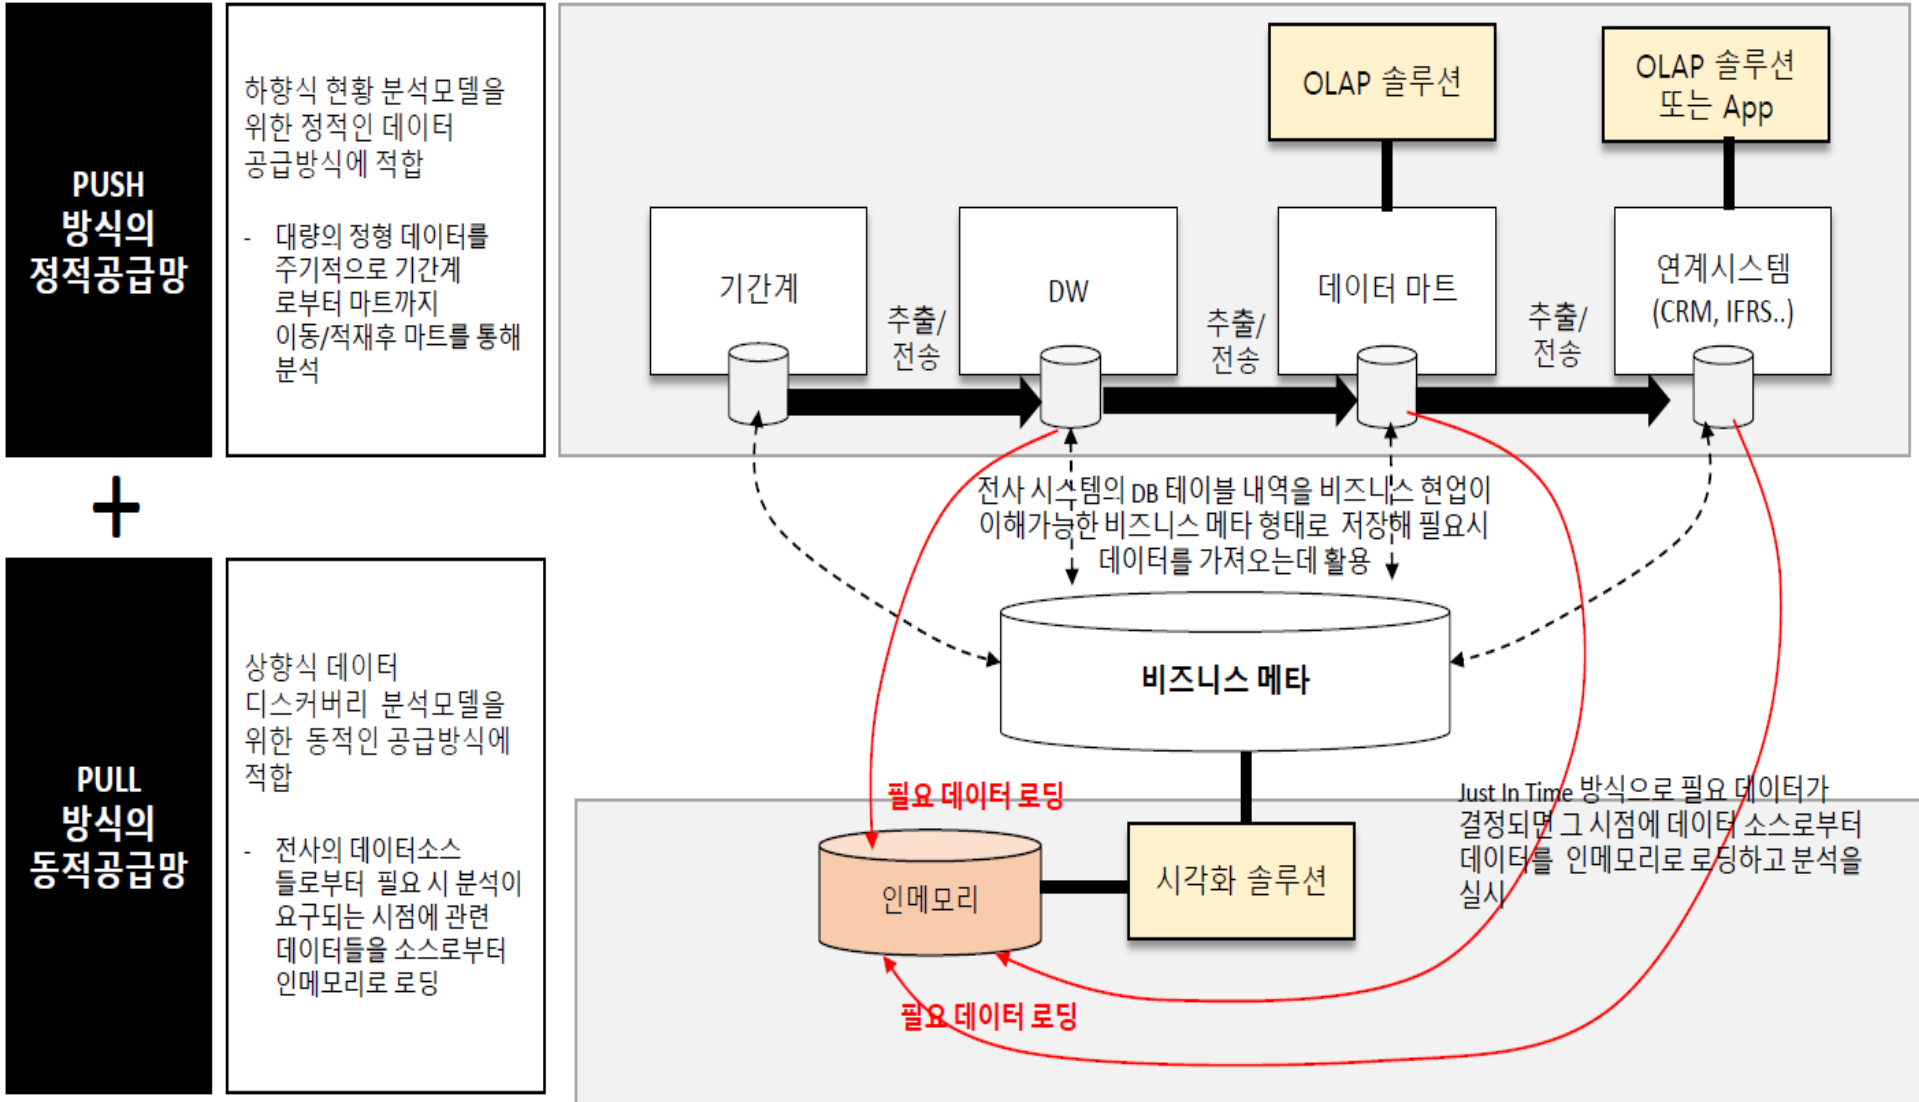 PUSH
방식의
정적공급망
하향식 현황 분석모델을
위한 정적인 데이터
공급방식에 적합
- 대량의 정형 데이터를
주기적으로 기간계
로부터 마트까지
이동/적재후 마트를 통해
분석
OLAP 솔루션
OLAP 솔루션
또는 App
기간계
DW
데이터 마트
연계시스템
(CRM, IFRS..)
추출/
전송
추출/
전송
추출/
전송
+
전사 시스템의 DB 테이블 내역을 비즈니스 현업이
이해가능한 비즈니스 메타 형태로 저장해 필요시
데이터를 가져오는데 활용
비즈니스 메타
PULL
방식의
동적공급망
상향식 데이터
디스커버리 분석모델을
위한 동적인 공급방식에
적합
- 전사의 데이터소스
들로부터 필요 시 분석이
요구되는 시점에 관련
데이터들을 소스로부터
인메모리로 로딩
필요 데이터 로딩
인메모리
시각화 솔루션
Just In Time 방식으로 필요 데이터가
결정되면 그 시점에 데이터 소스로부터
데이터를 인메모리로 로딩하고 분석을
실시
필요 데이터 로딩